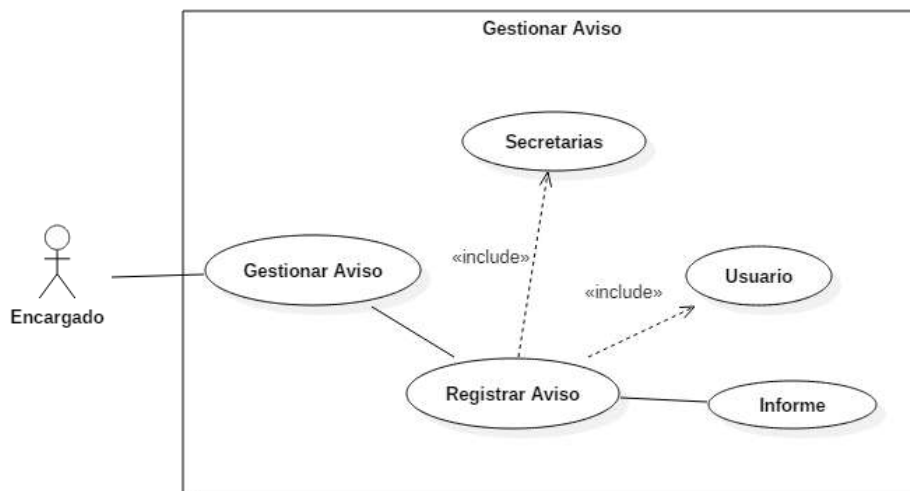 Gestionar Aviso
Secretarias
«include»
Gestionar Aviso
Usuario
«include»
Encargado
Registrar Aviso
Informe